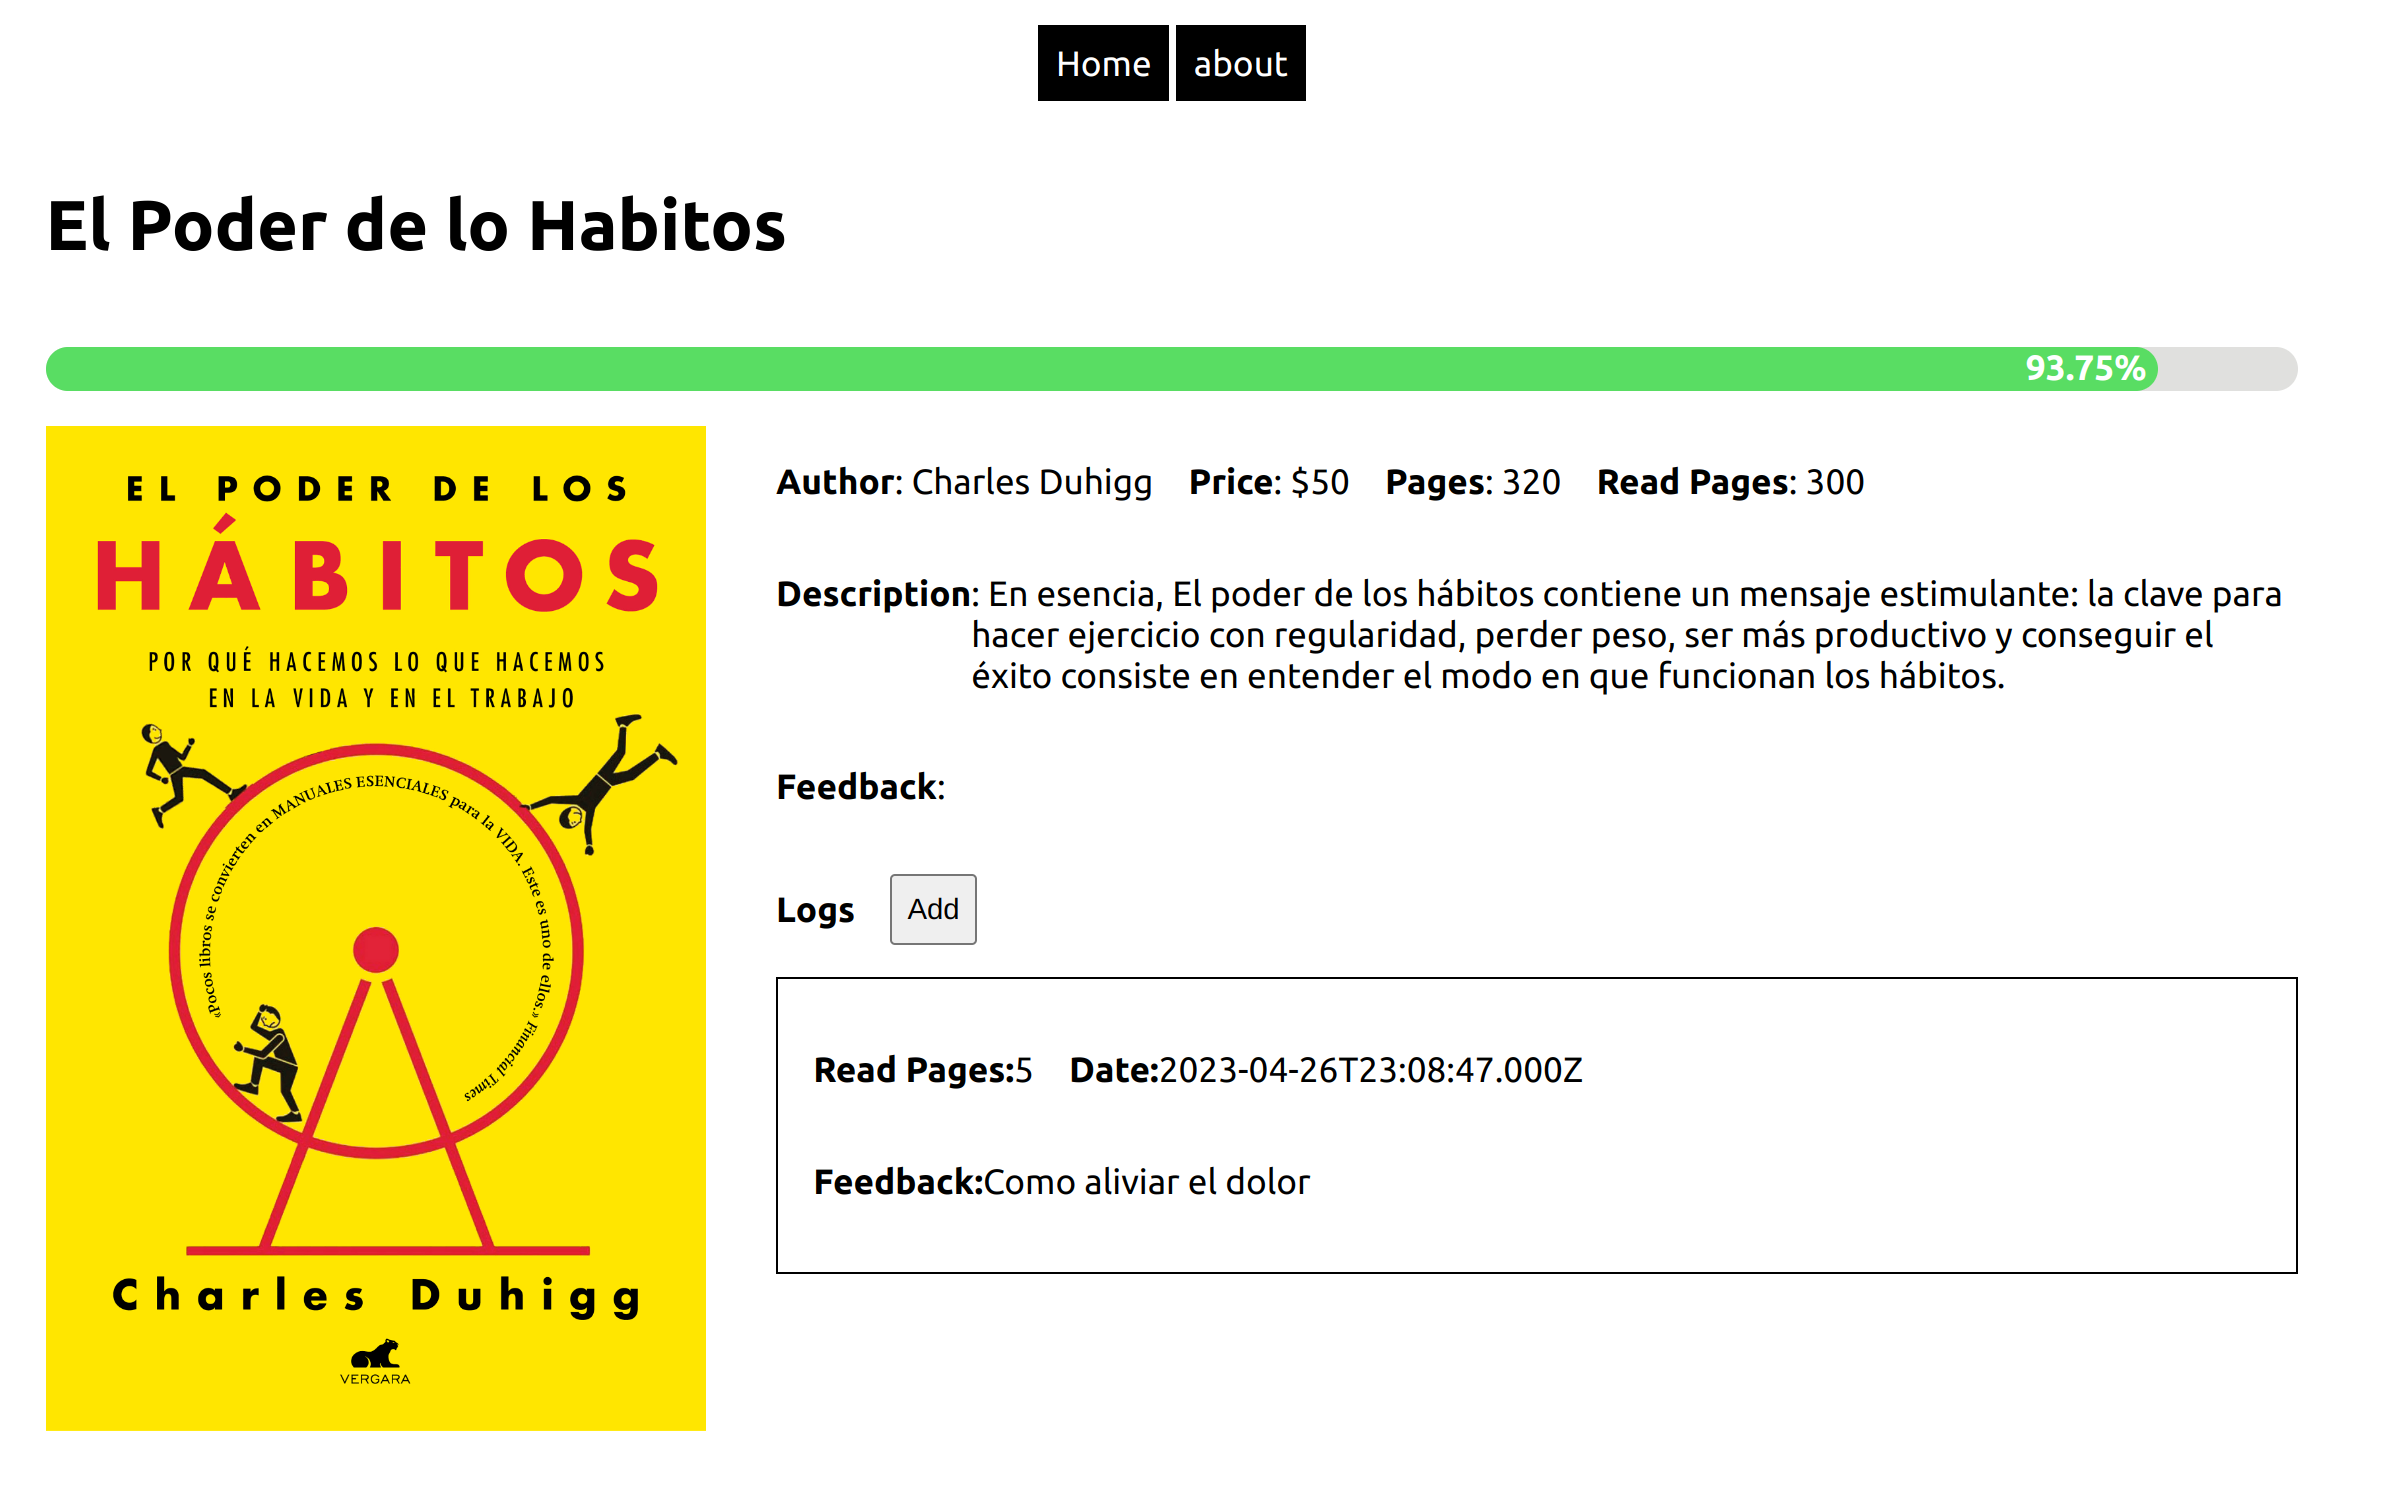 Home about
El Poder de lo Habitos
93.75%
EL PODER DE LOS
HÁBITOS
POR QUÉ HACEMOS LO QUE HACEMOS
EN LA VIDA Y EN EL TRABAJO
«Pocos libros se convierten en MANUALES ESENCIALES para la VIDA. Este es uno de ellos.» Financial Times
Charles Duhigg
VERGARA
Author: Charles Duhigg Price: $50 Pages: 320 Read Pages: 300
Description: En esencia, El poder de los hábitos contiene un mensaje estimulante: la clave para
hacer ejercicio con regularidad, perder peso, ser más productivo y conseguir el
éxito consiste en entender el modo en que funcionan los hábitos.
Feedback:
Logs Add
Read Pages:5 Date:2023-04-26T23:08:47.000Z
Feedback:Como aliviar el dolor